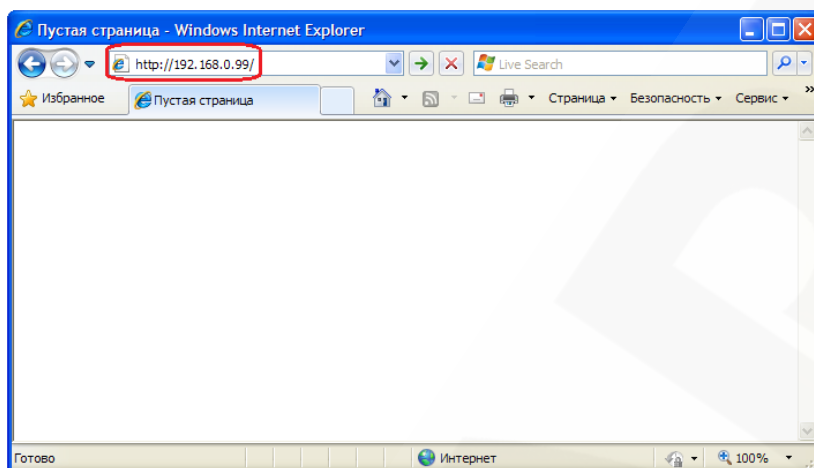 Пустая страница - Windows Internet Explorer
http://192.168.0.99/
Live Search
Избранное
Пустая страница
Страница
Безопасность
Сервис
»
Готово
Интернет
100%